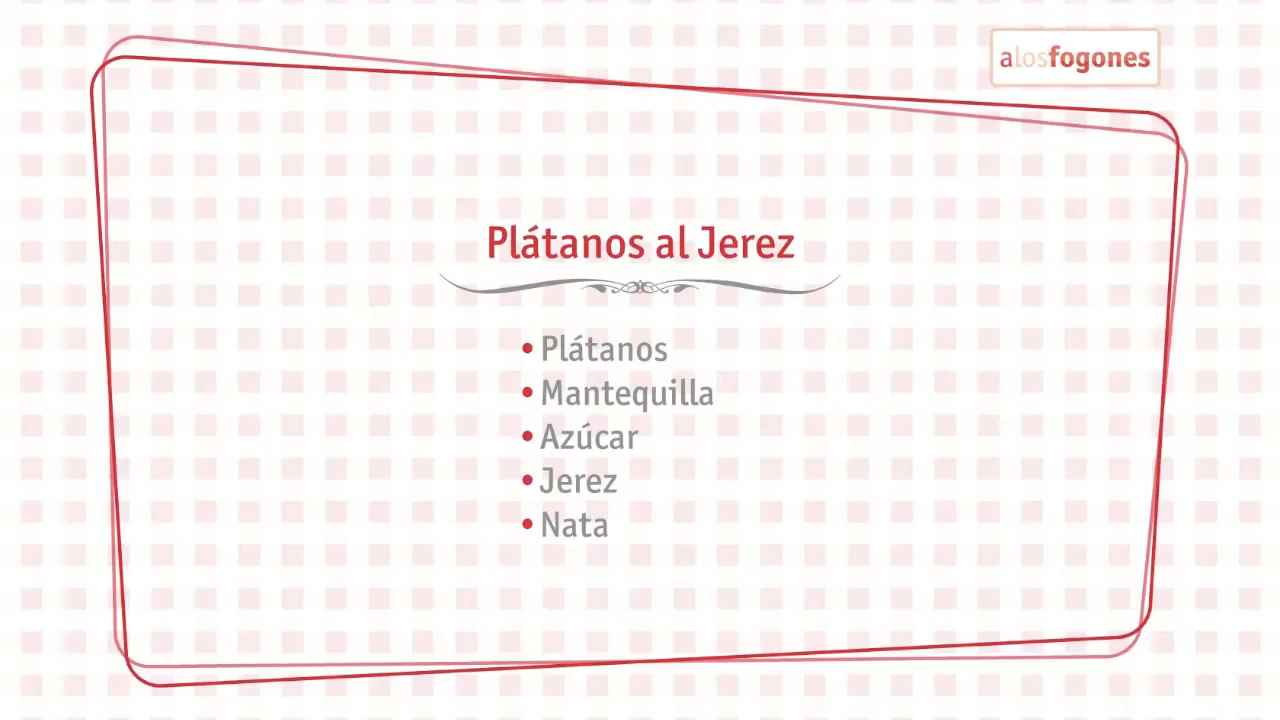 alosfogones
Plátanos al Jerez
• Plátanos
• Mantequilla
• Azúcar
• Jerez
• Nata